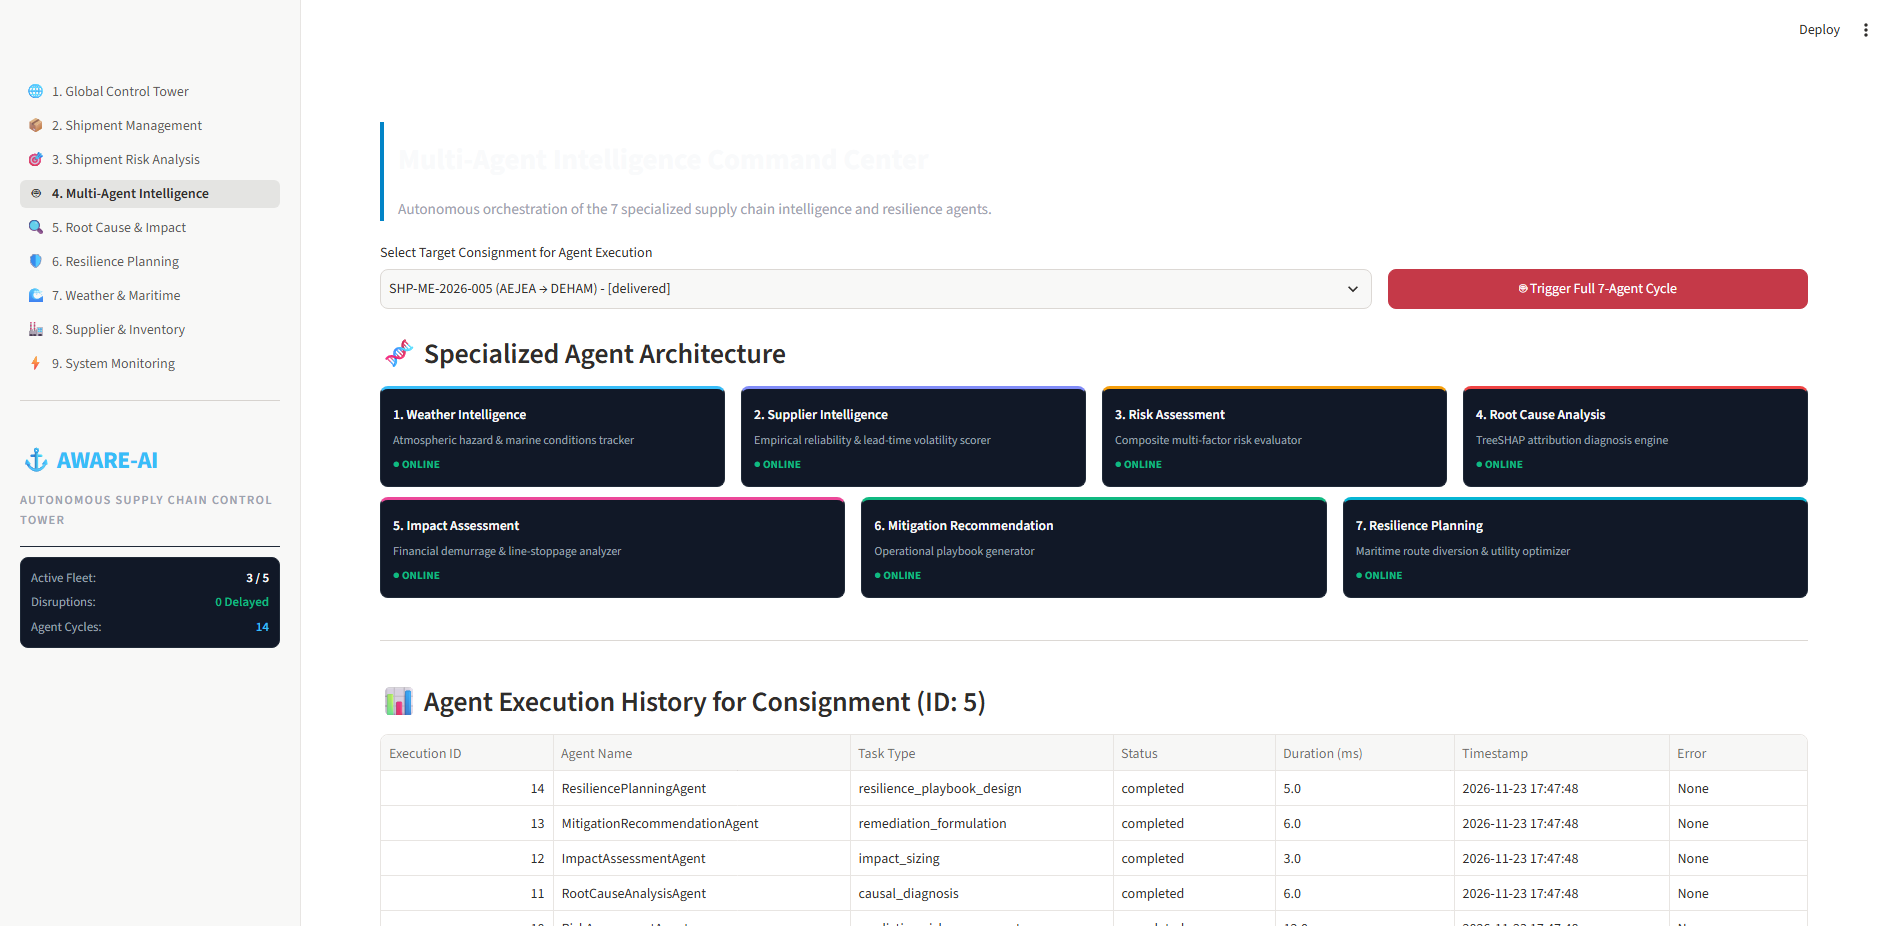 Deploy
1. Global Control Tower
2. Shipment Management
3. Shipment Risk Analysis
4. Multi-Agent Intelligence
5. Root Cause & Impact
6. Resilience Planning
7. Weather & Maritime
8. Supplier & Inventory
9. System Monitoring
AWARE-AI
AUTONOMOUS SUPPLY CHAIN CONTROL
TOWER
Active Fleet: 3 / 5
Disruptions: 0 Delayed
Agent Cycles: 14
Multi-Agent Intelligence Command Center
Autonomous orchestration of the 7 specialized supply chain intelligence and resilience agents.
Select Target Consignment for Agent Execution
SHP-ME-2026-005 (AEJEA → DEHAM) - [delivered]
Trigger Full 7-Agent Cycle
Specialized Agent Architecture
1. Weather Intelligence
Atmospheric hazard & marine conditions tracker
● ONLINE
2. Supplier Intelligence
Empirical reliability & lead-time volatility scorer
● ONLINE
3. Risk Assessment
Composite multi-factor risk evaluator
● ONLINE
4. Root Cause Analysis
TreeSHAP attribution diagnosis engine
● ONLINE
5. Impact Assessment
Financial demurrage & line-stoppage analyzer
● ONLINE
6. Mitigation Recommendation
Operational playbook generator
● ONLINE
7. Resilience Planning
Maritime route diversion & utility optimizer
● ONLINE
Agent Execution History for Consignment (ID: 5)
Execution ID Agent Name Task Type Status Duration (ms) Timestamp Error
14 ResiliencePlanningAgent resilience_playbook_design completed 5.0 2026-11-23 17:47:48 None
13 MitigationRecommendationAgent remediation_formulation completed 6.0 2026-11-23 17:47:48 None
12 ImpactAssessmentAgent impact_sizing completed 3.0 2026-11-23 17:47:48 None
11 RootCauseAnalysisAgent causal_diagnosis completed 6.0 2026-11-23 17:47:48 None